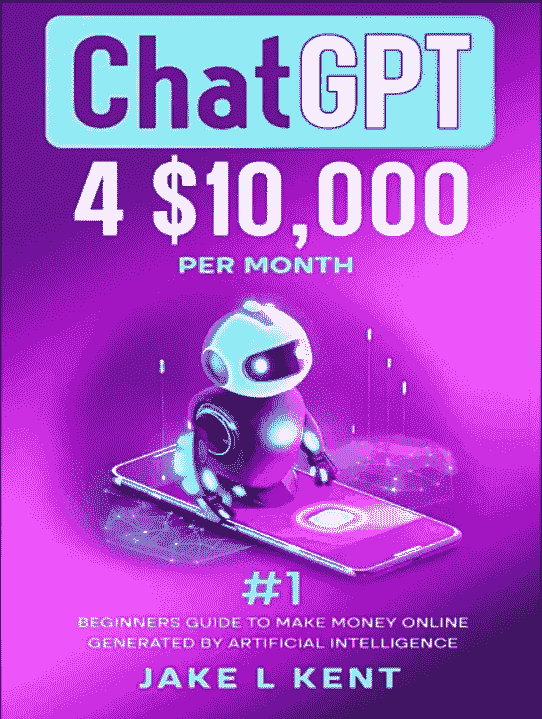 ChatGPT
4 $10,000
PER MONTH
#1
BEGINNERS GUIDE TO MAKE MONEY ONLINE
GENERATED BY ARTIFICIAL INTELLIGENCE
JAKE L KENT